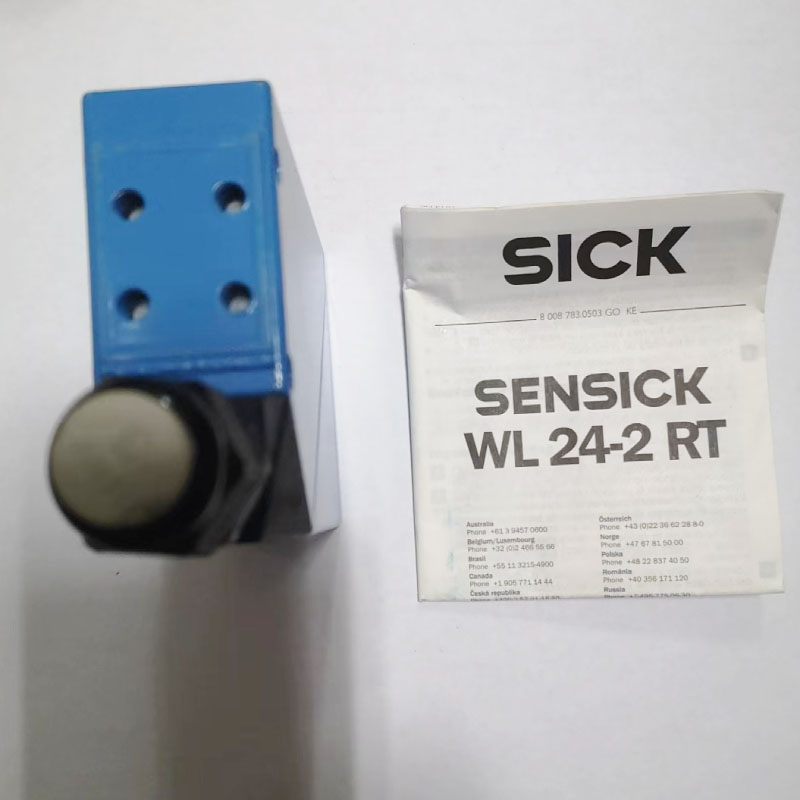 SICK
8 008 783.0503 GO KE
SENSICK
WL 24-2 RT
Australia
Phone +61 3 9457 0600
Belgium/Luxembourg
Phone +32 (0)2 466 55 66
Brasil
Phone +55 11 3215-4900
Canada
Phone +1 905 771 14 44
Česká republika
Österreich
Phone +43 (0)22 36 62 28 8-0
Norge
Phone +47 67 81 50 00
Polska
Phone +48 22 837 40 50
România
Phone +40 356 171 120
Russia